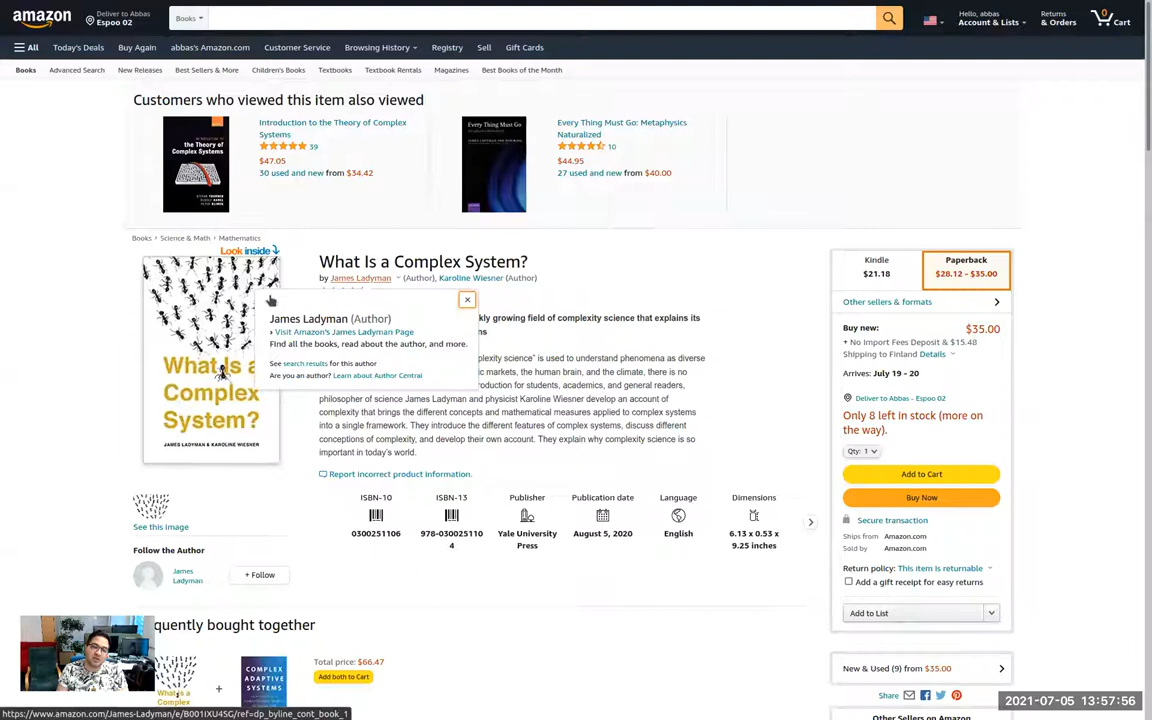 amazon
Deliver to Abbas
Espoo 02
Books
Hello, abbas
Account & Lists
Returns
& Orders
0
Cart
All
Today's Deals
Buy Again
abbas's Amazon.com
Customer Service
Browsing History
Registry
Sell
Gift Cards
Books
Advanced Search
New Releases
Best Sellers & More
Children's Books
Textbooks
Textbook Rentals
Magazines
Best Books of the Month
Customers who viewed this item also viewed
the Theory of
Complex Systems
Introduction to the Theory of Complex
Systems
39
$47.05
30 used and new from $34.42
Every Thing Must Go
Every Thing Must Go: Metaphysics
Naturalized
10
$44.95
27 used and new from $40.00
Books › Science & Math › Mathematics
Look inside
What Is a
Complex
System?
JAMES LADYMAN & KAROLINE WIESNER
See this image
Follow the Author
James
Ladyman
+ Follow
What Is a Complex System?
by James Ladyman (Author), Karoline Wiesner (Author)
×
James Ladyman (Author)
› Visit Amazon's James Ladyman Page
Find all the books, read about the author, and more.
See search results for this author
Are you an author? Learn about Author Central
kly growing field of complexity science that explains its
ns
plexity science" is used to understand phenomena as diverse
ic markets, the human brain, and the climate, there is no
roduction for students, academics, and general readers,
philosopher of science James Ladyman and physicist Karoline Wiesner develop an account of
complexity that brings the different concepts and mathematical measures applied to complex systems
into a single framework. They introduce the different features of complex systems, discuss different
conceptions of complexity, and develop their own account. They explain why complexity science is so
important in today's world.
Report incorrect product information.
ISBN-10
0300251106
ISBN-13
978-030025110
4
Publisher
Yale University
Press
Publication date
August 5, 2020
Language
English
Dimensions
6.13 x 0.53 x
9.25 inches
Kindle
$21.18
Paperback
$28.12 - $35.00
Other sellers & formats
Buy new:
$35.00
+ No Import Fees Deposit & $15.48
Shipping to Finland Details
Arrives: July 19 - 20
Deliver to Abbas - Espoo 02
Only 8 left in stock (more on
the way).
Qty: 1
Add to Cart
Buy Now
Secure transaction
Ships from Amazon.com
Sold by Amazon.com
Return policy: This item is returnable
Add a gift receipt for easy returns
Add to List
New & Used (9) from $35.00
Share
Other Sellers on Amazon
quently bought together
What Is a
Complex
+
COMPLEX
ADAPTIVE
SYSTEMS
Total price: $66.47
Add both to Cart
https://www.amazon.com/James-Ladyman/e/B001IXU4SG/ref=dp_byline_cont_book_1
2021-07-05 13:57:56